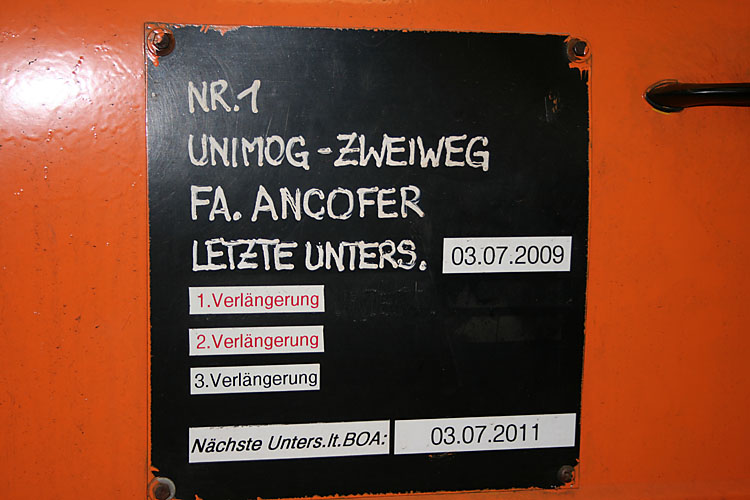 NR.1
UNIMOG-ZWEIWEG
FA. ANCOFER
LETZTE UNTERS. 03.07.2009
1.Verlängerung
2.Verlängerung
3.Verlängerung
Nächste Unters.lt.BOA: 03.07.2011